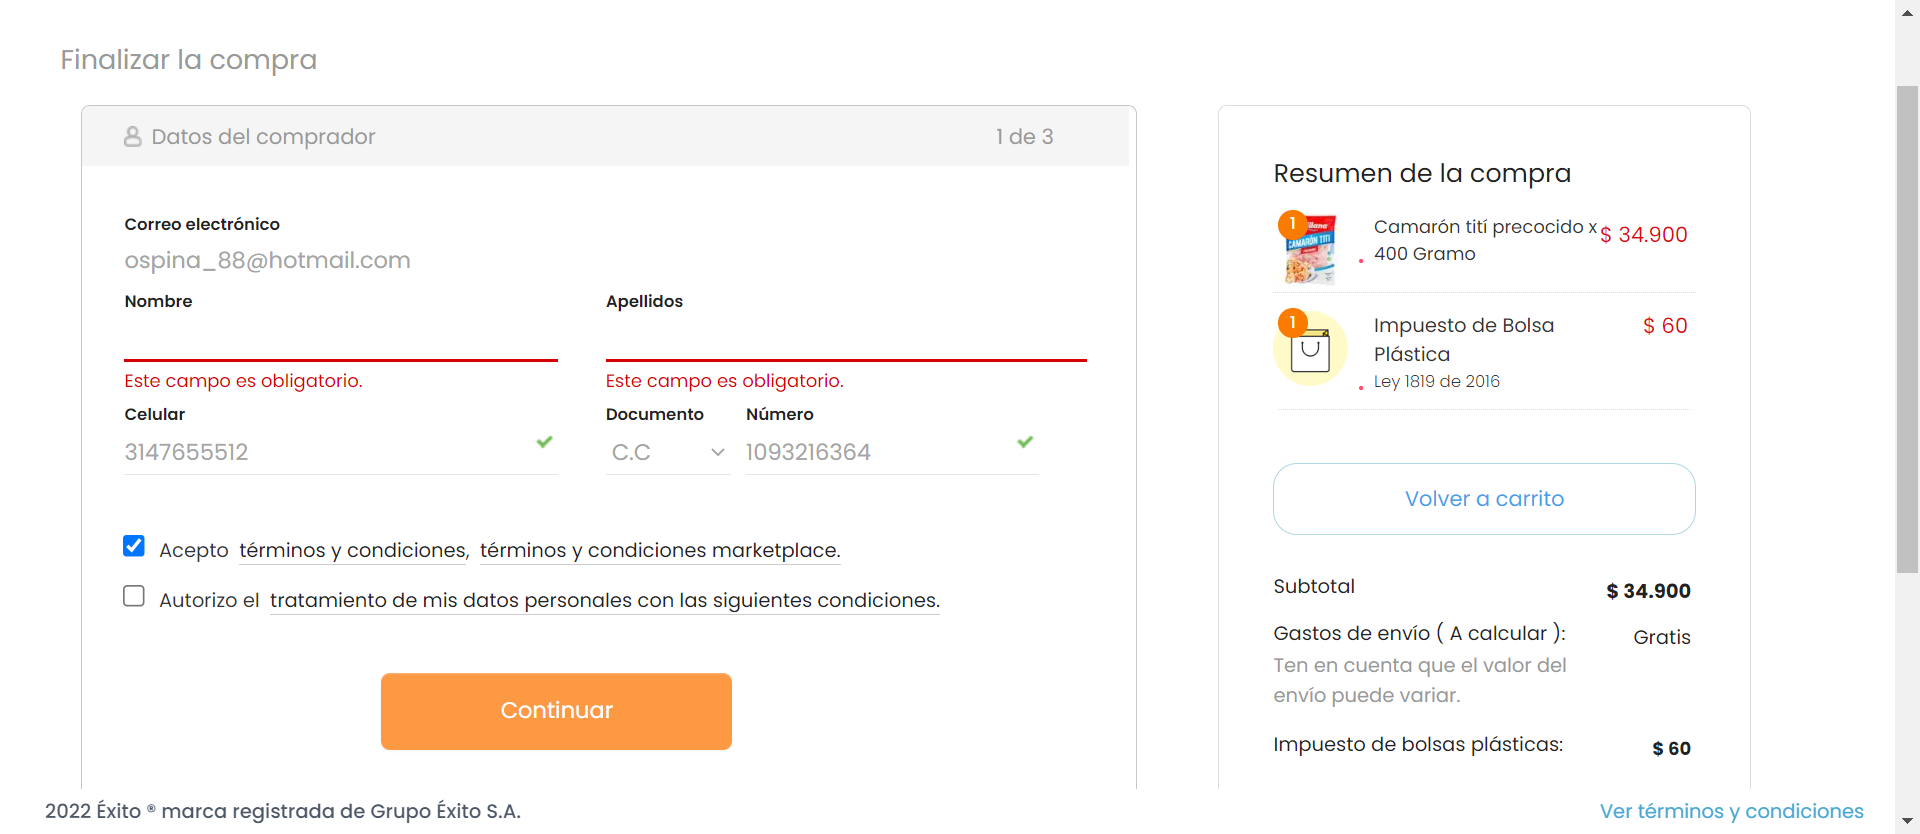 Finalizar la compra
Datos del comprador
1 de 3
Correo electrónico
ospina_88@hotmail.com
Nombre
Apellidos
Este campo es obligatorio.
Este campo es obligatorio.
Celular
Documento
Número
3147655512
C.C
1093216364
Acepto términos y condiciones, términos y condiciones marketplace.
Autorizo el tratamiento de mis datos personales con las siguientes condiciones.
Continuar
Resumen de la compra
1
CAMARÓN TITÍ
Camarón tití precocido x
400 Gramo
$ 34.900
1
Impuesto de Bolsa
Plástica
Ley 1819 de 2016
$ 60
Volver a carrito
Subtotal
$ 34.900
Gastos de envío ( A calcular ):
Gratis
Ten en cuenta que el valor del
envío puede variar.
Impuesto de bolsas plásticas:
$ 60
2022 Éxito ® marca registrada de Grupo Éxito S.A.
Ver términos y condiciones